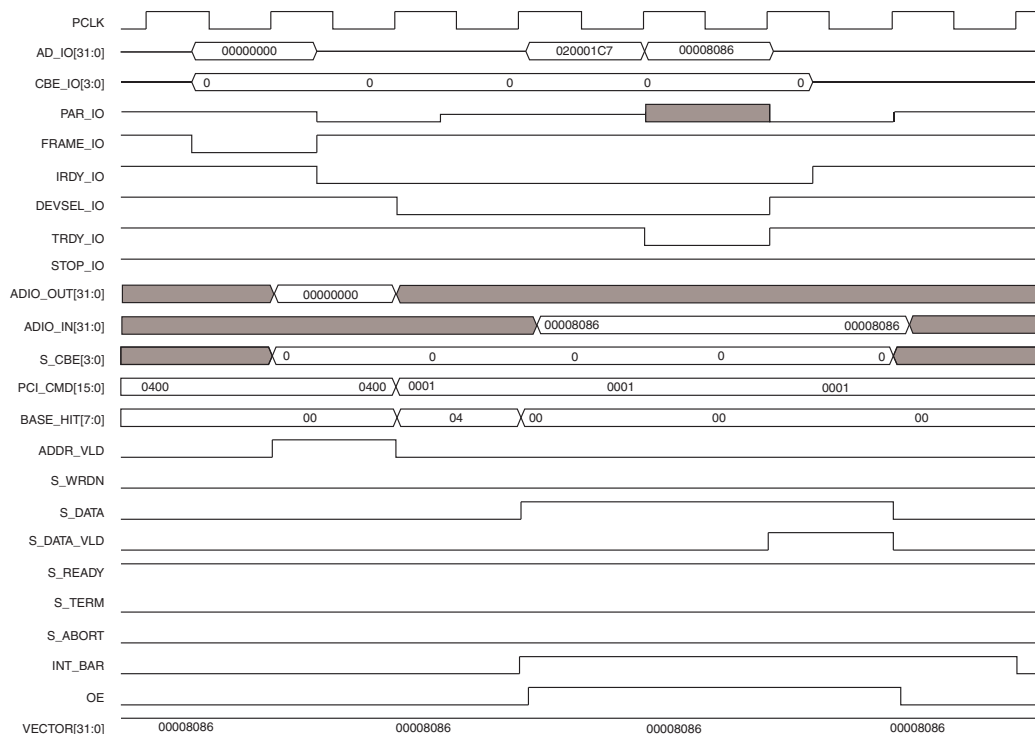 PCLK
AD_IO[31:0] 00000000 020001C7 00008086
CBE_IO[3:0] 0 0 0 0 0
PAR_IO
FRAME_IO
IRDY_IO
DEVSEL_IO
TRDY_IO
STOP_IO
ADIO_OUT[31:0] 00000000
ADIO_IN[31:0] 00008086 00008086
S_CBE[3:0] 0 0 0 0 0
PCI_CMD[15:0] 0400 0400 0001 0001 0001
BASE_HIT[7:0] 00 04 00 00 00
ADDR_VLD
S_WRDN
S_DATA
S_DATA_VLD
S_READY
S_TERM
S_ABORT
INT_BAR
OE
VECTOR[31:0] 00008086 00008086 00008086 00008086